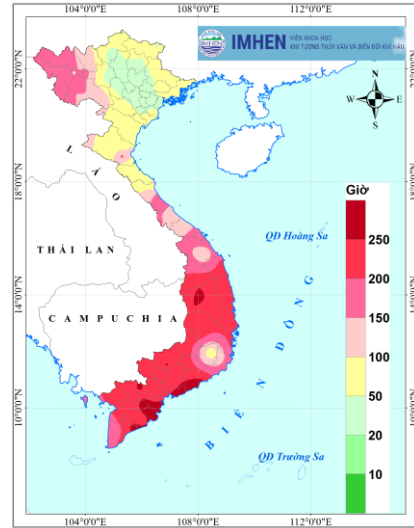 104°0'0"E 108°0'0"E 112°0'0"E
IMHEN VIỆN KHOA HỌC
KHÍ TƯỢNG THỦY VĂN VÀ BIẾN ĐỔI KHÍ HẬU
22°0'0"N
N
W E
S
18°0'0"N
14°0'0"N
10°0'0"N
LÀO
THÁI LAN
CAMPUCHIA
QĐ Hoàng Sa
BIỂN ĐÔNG
QĐ Trường Sa
Giờ
250
200
150
100
50
20
10
104°0'0"E 108°0'0"E 112°0'0"E